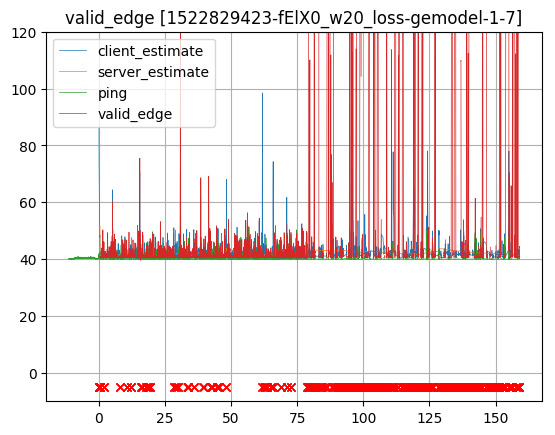 valid_edge [1522829423-fElX0_w20_loss-gemodel-1-7]
client_estimate
server_estimate
ping
valid_edge
120
100
80
60
40
20
0
0 25 50 75 100 125 150